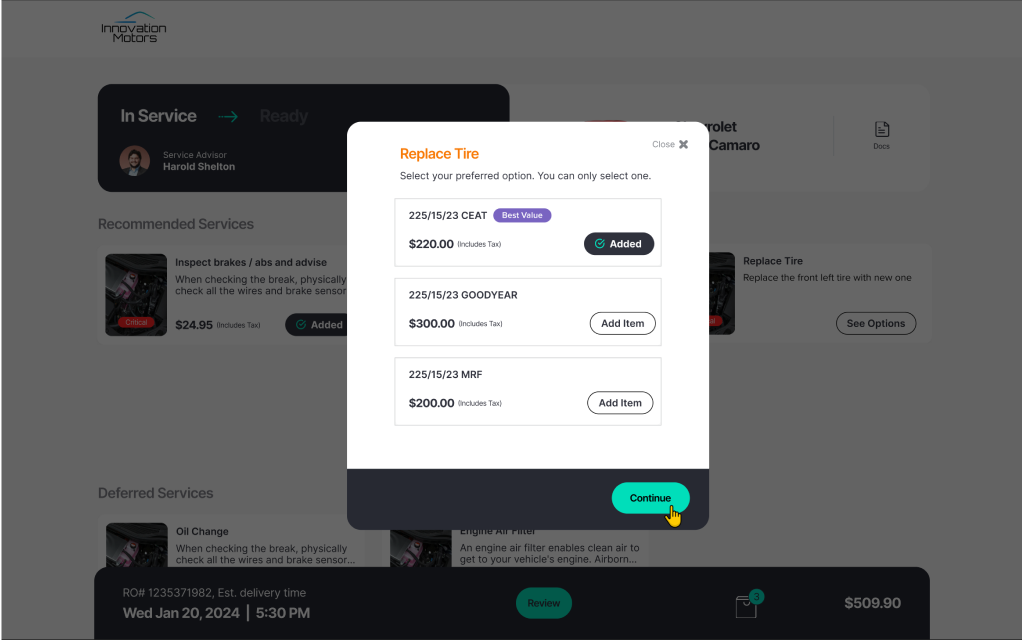 Innovation
Motors
In Service
Ready
Service Advisor
Harold Shelton
Camaro
Docs
Recommended Services
Inspect brakes / abs and advise
When checking the break, physically
check all the wires and brake sensor
Critical
$24.95 (Includes Tax)
Added
Replace Tire
Close
Select your preferred option. You can only select one.
225/15/23 CEAT
Best Value
$220.00 (Includes Tax)
Added
225/15/23 GOODYEAR
$300.00 (Includes Tax)
Add Item
225/15/23 MRF
$200.00 (Includes Tax)
Add Item
Continue
Replace Tire
Replace the front left tire with new one
See Options
Deferred Services
Oil Change
When checking the break, physically
check all the wires and brake sensor...
Engine Air Filter
An engine air filter enables clean air to
get to your vehicle's engine. Airborn...
RO# 1235371982, Est. delivery time
Wed Jan 20, 2024 | 5:30 PM
Review
3
$509.90